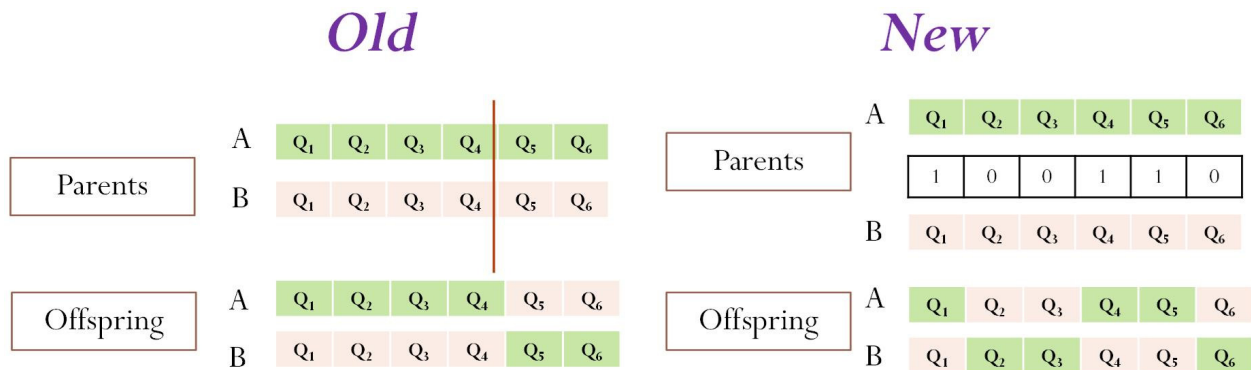 Old
Parents
A Q₁ Q₂ Q₃ Q₄ Q₅ Q₆
B Q₁ Q₂ Q₃ Q₄ Q₅ Q₆
Offspring
A Q₁ Q₂ Q₃ Q₄ Q₅ Q₆
B Q₁ Q₂ Q₃ Q₄ Q₅ Q₆
New
Parents
A Q₁ Q₂ Q₃ Q₄ Q₅ Q₆
1 0 0 1 1 0
B Q₁ Q₂ Q₃ Q₄ Q₅ Q₆
Offspring
A Q₁ Q₂ Q₃ Q₄ Q₅ Q₆
B Q₁ Q₂ Q₃ Q₄ Q₅ Q₆